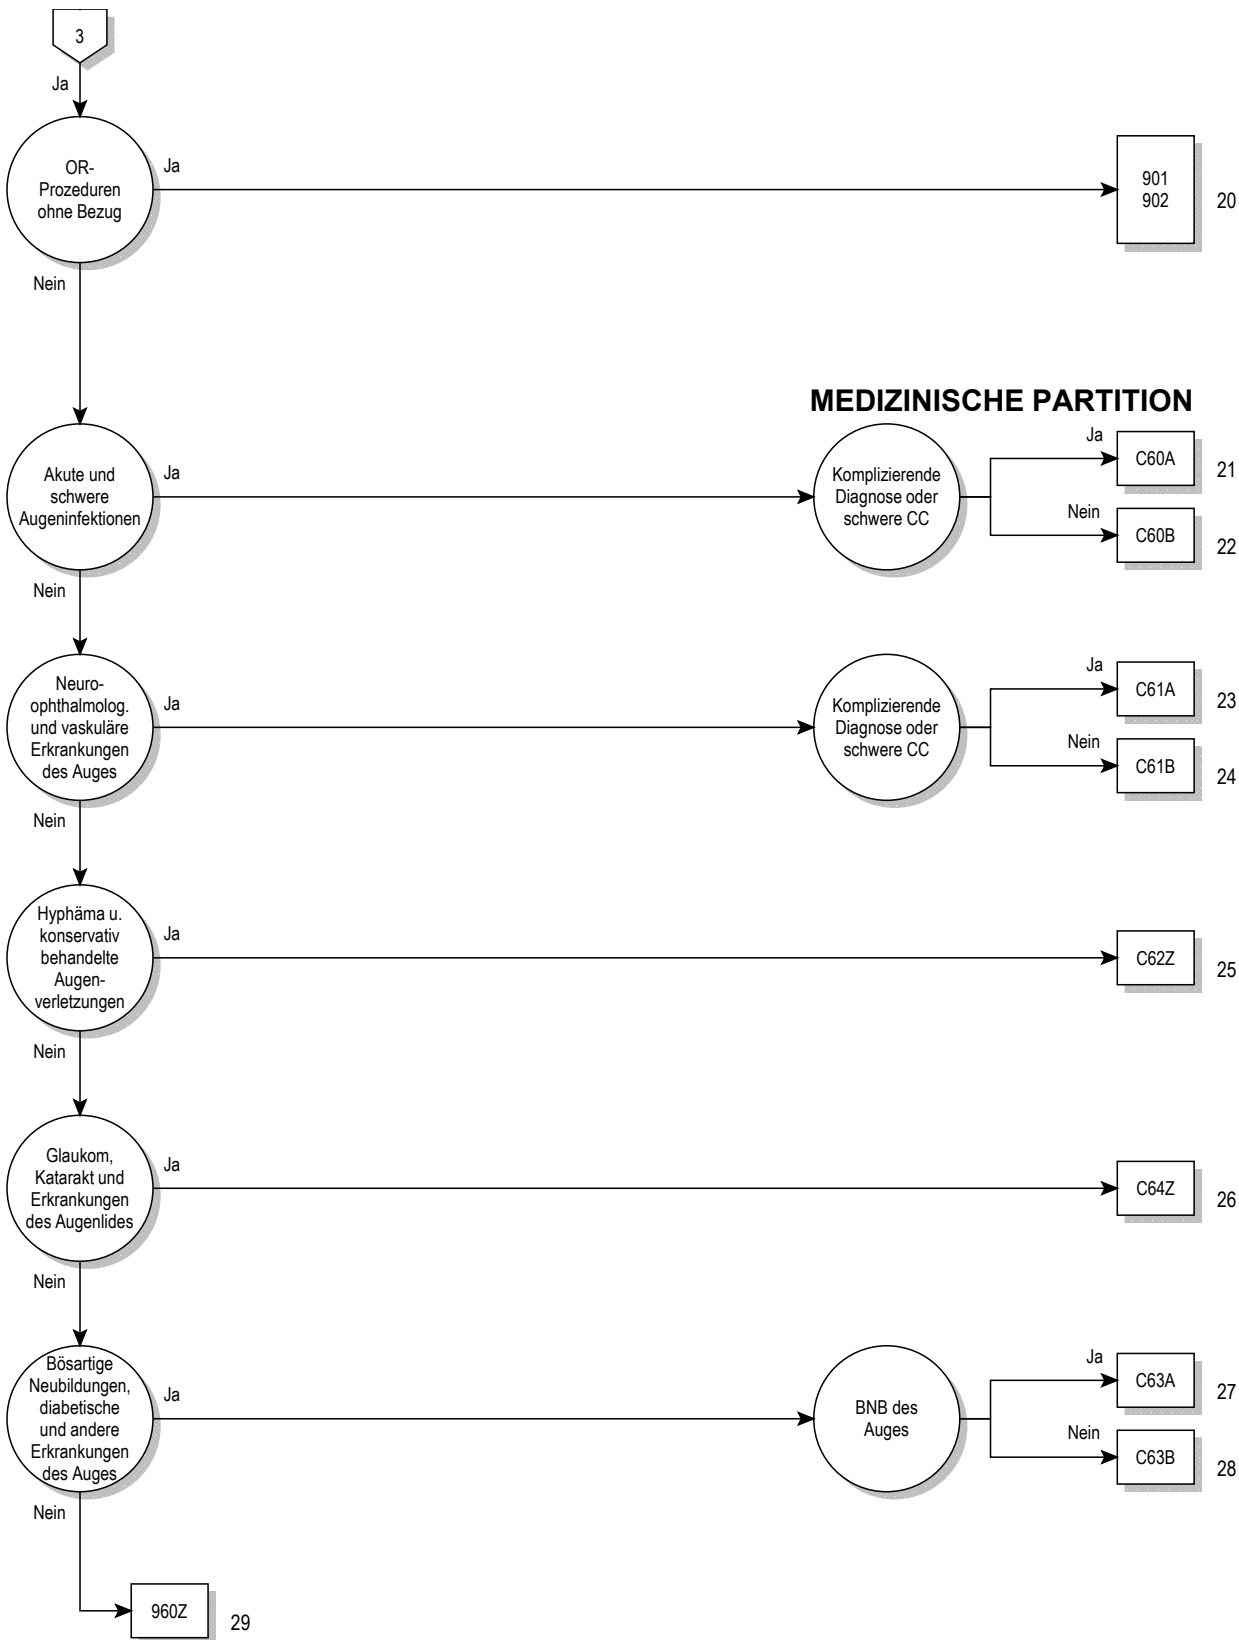 3
Ja
OR-
Prozeduren
ohne Bezug
Ja
901
902
20
Nein
MEDIZINISCHE PARTITION
Akute und
schwere
Augeninfektionen
Ja
Komplizierende
Diagnose oder
schwere CC
Ja
C60A
21
Nein
C60B
22
Nein
Neuro-
ophthalmolog.
und vaskuläre
Erkrankungen
des Auges
Ja
Komplizierende
Diagnose oder
schwere CC
Ja
C61A
23
Nein
C61B
24
Nein
Hyphäma u.
konservativ
behandelte
Augen-
verletzungen
Ja
C62Z
25
Nein
Glaukom,
Katarakt und
Erkrankungen
des Augenlides
Ja
C64Z
26
Nein
Bösartige
Neubildungen,
diabetische
und andere
Erkrankungen
des Auges
Ja
BNB des
Auges
Ja
C63A
27
Nein
C63B
28
Nein
960Z
29